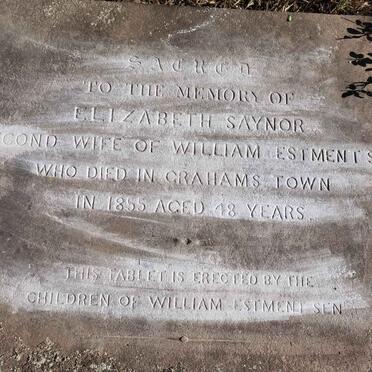 SACRED
TO THE MEMORY OF
ELIZABETH SAYNOR
COND WIFE OF WILLIAM ESTMENT S
WHO DIED IN GRAHAMS TOWN
IN 1855 AGED 48 YEARS.
THIS TABLET IS ERECTED BY THE
CHILDREN OF WILLIAM ESTMENT SEN